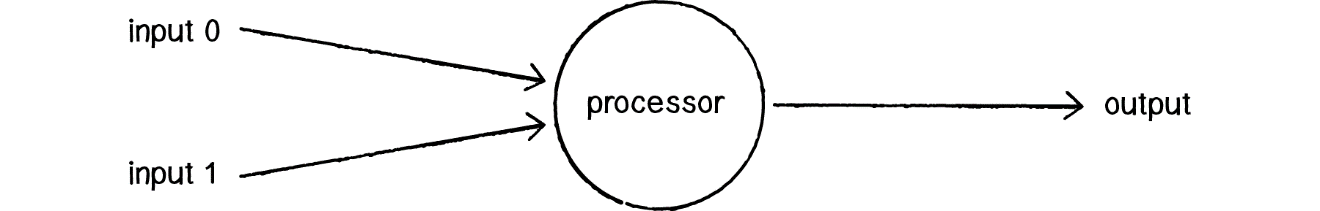 input 0
processor
output
input 1